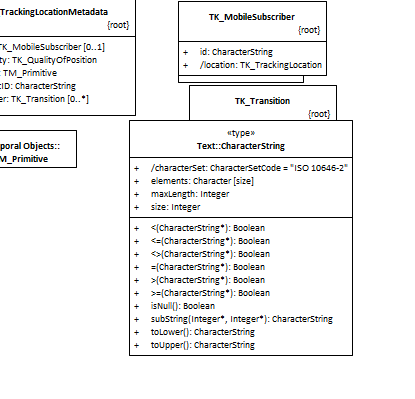 TrackingLocationMetadata
{root}
TK_MobileSubscriber [0..1]
ty: TK_QualityOfPosition
: TM_Primitive
ID: CharacterString
er: TK_Transition [0..*]
poral Objects::
M_Primitive
TK_MobileSubscriber
{root}
+ id: CharacterString
+ /location: TK_TrackingLocation
TK_Transition
{root}
«type»
Text::CharacterString
+ /characterSet: CharacterSetCode = "ISO 10646-2"
+ elements: Character [size]
+ maxLength: Integer
+ size: Integer
+ <(CharacterString*): Boolean
+ <=(CharacterString*): Boolean
+ <>(CharacterString*): Boolean
+ =(CharacterString*): Boolean
+ >(CharacterString*): Boolean
+ >=(CharacterString*): Boolean
+ isNull(): Boolean
+ subString(Integer*, Integer*): CharacterString
+ toLower(): CharacterString
+ toUpper(): CharacterString